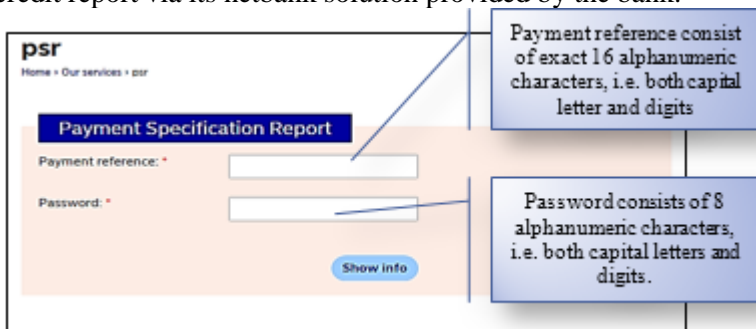 credit report via its netbank solution provided by the bank.
psr
Home › Our services › psr
Payment Specification Report
Payment reference: *
Password: *
Show info
Payment reference consist
of exact 16 alphanumeric
characters, i.e. both capital
letter and digits
Password consists of 8
alphanumeric characters,
i.e. both capital letters and
digits.